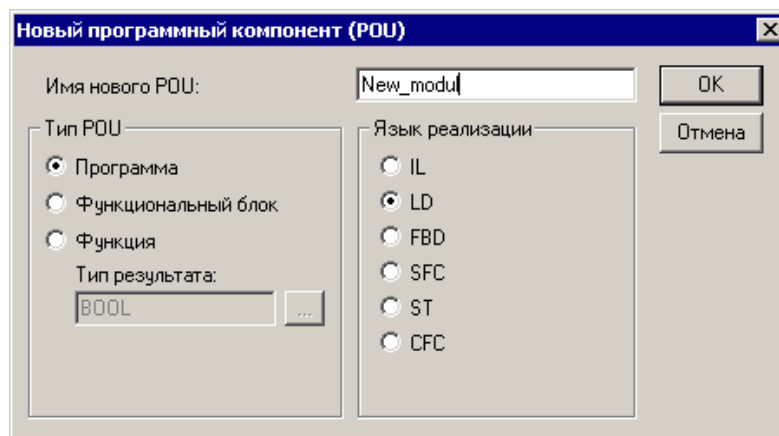 Новый программный компонент (POU)
Имя нового POU:
New_modul
OK
Отмена
Тип POU
Программа
Функциональный блок
Функция
Тип результата:
BOOL
...
Язык реализации
IL
LD
FBD
SFC
ST
CFC